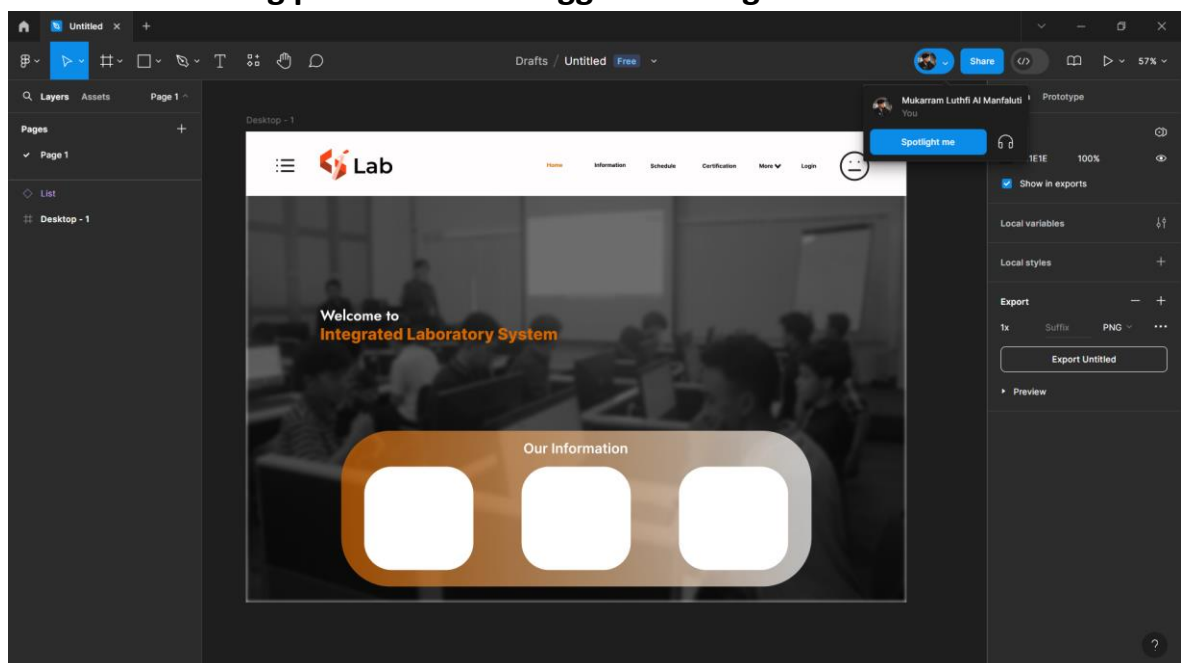 Untitled
Drafts / Untitled Free
Share
57%
Layers Assets Page 1
Pages
Page 1
List
Desktop - 1
Desktop - 1
Lab
Home Information Schedule Certification More Login
Welcome to
Integrated Laboratory System
Our Information
Mukarram Luthfi Al Manfaluti
You
Spotlight me
Prototype
100%
Show in exports
Local variables
Local styles
Export
1x Suffix PNG
Export Untitled
Preview
?